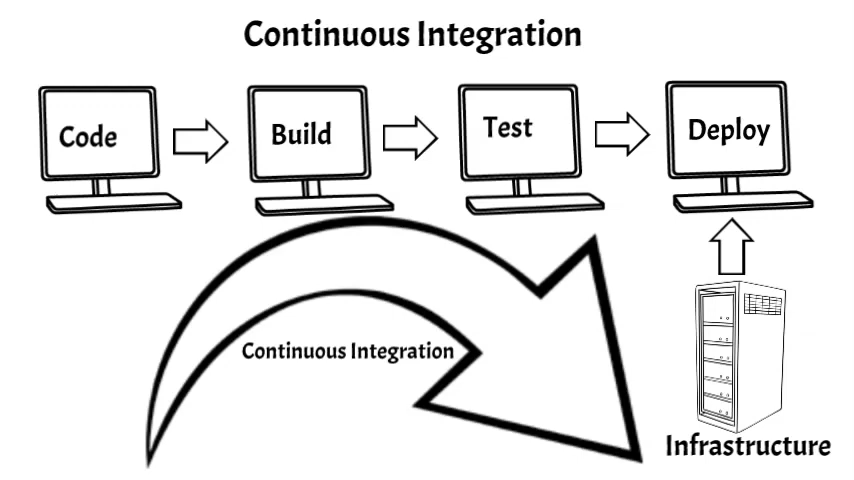 Continuous Integration
Code
Build
Test
Deploy
Continuous Integration
Infrastructure